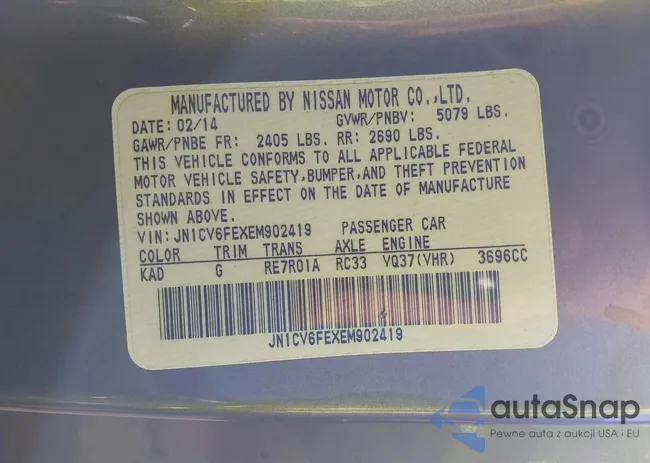 MANUFACTURED BY NISSAN MOTOR CO.,LTD.
DATE: 02/14 GVWR/PNBV: 5079 LBS.
GAWR/PNBE FR: 2405 LBS. RR: 2690 LBS.
THIS VEHICLE CONFORMS TO ALL APPLICABLE FEDERAL
MOTOR VEHICLE SAFETY,BUMPER,AND THEFT PREVENTION
STANDARDS IN EFFECT ON THE DATE OF MANUFACTURE
SHOWN ABOVE.
VIN: JN1CV6FEXEM902419 PASSENGER CAR
COLOR TRIM TRANS AXLE ENGINE
KAD G RE7R01A RC33 VQ37(VHR) 3696CC
JN1CV6FEXEM902419
autaSnap
Pewne auta z aukcji USA i EU